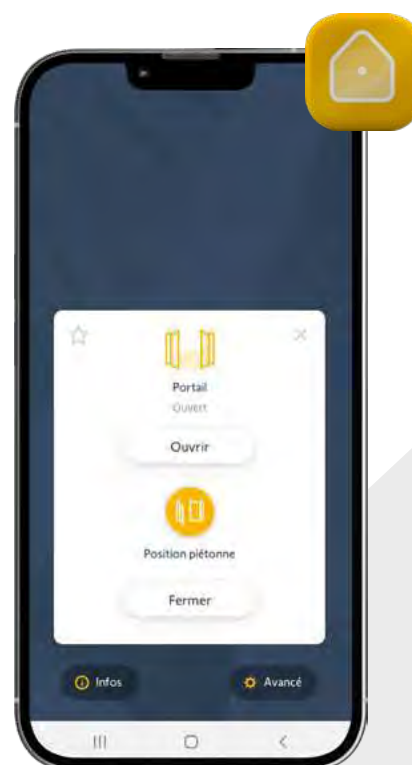 Portail
Ouvert
Ouvrir
Position piétonne
Fermer
Infos
Avancé